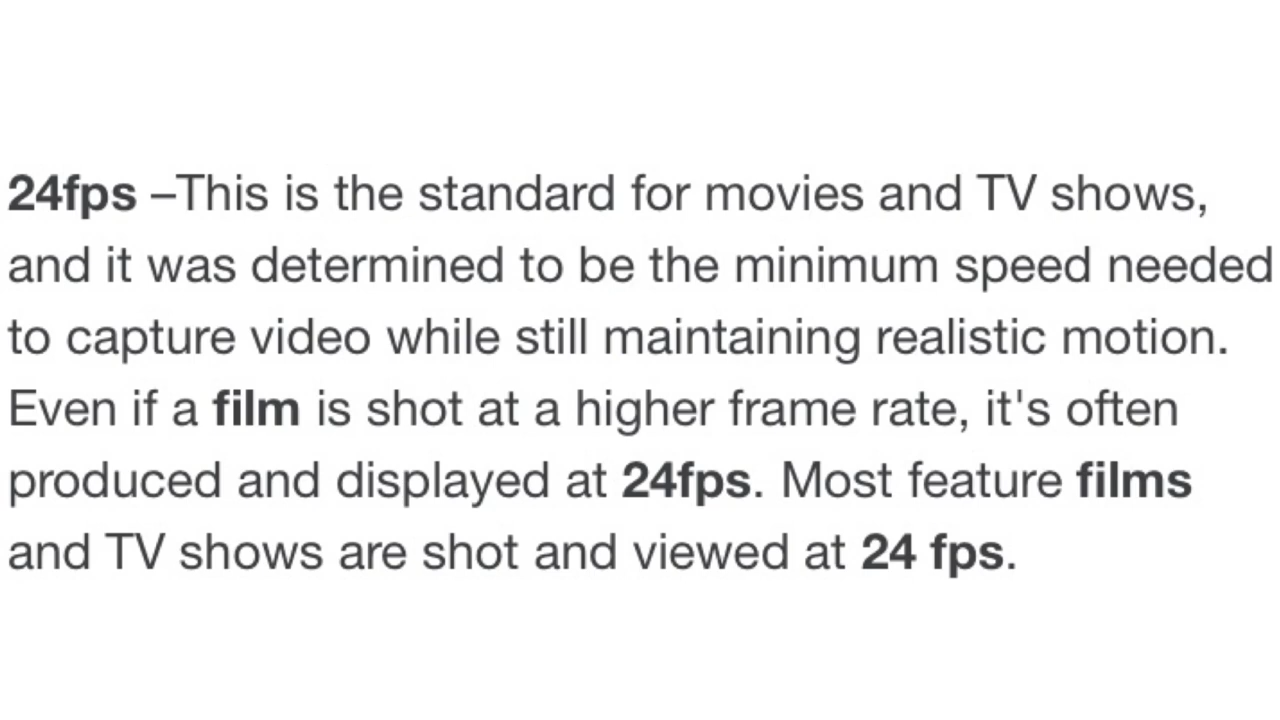 24fps –This is the standard for movies and TV shows,
and it was determined to be the minimum speed needed
to capture video while still maintaining realistic motion.
Even if a film is shot at a higher frame rate, it's often
produced and displayed at 24fps. Most feature films
and TV shows are shot and viewed at 24 fps.